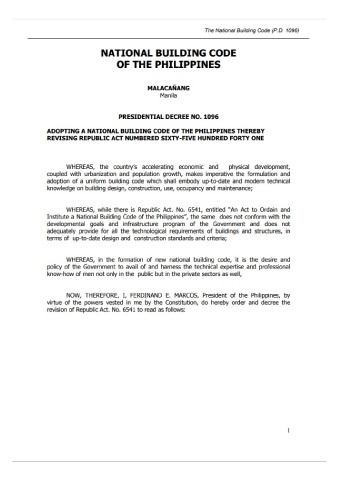 The National Building Code (P.D. 1096)
NATIONAL BUILDING CODE
OF THE PHILIPPINES
MALACAÑANG
Manila
PRESIDENTIAL DECREE NO. 1096
ADOPTING A NATIONAL BUILDING CODE OF THE PHILIPPINES THEREBY
REVISING REPUBLIC ACT NUMBERED SIXTY-FIVE HUNDRED FORTY ONE
WHEREAS, the country's accelerating economic and physical development,
coupled with urbanization and population growth, makes imperative the formulation and
adoption of a uniform building code which shall embody up-to-date and modern technical
knowledge on building design, construction, use, occupancy and maintenance;
WHEREAS, while there is Republic Act. No. 6541, entitled "An Act to Ordain and
Institute a National Building Code of the Philippines", the same does not conform with the
developmental goals and infrastructure program of the Government and does not
adequately provide for all the technological requirements of buildings and structures, in
terms of up-to-date design and construction standards and criteria;
WHEREAS, in the formation of new national building code, it is the desire and
policy of the Government to avail of and harness the technical expertise and professional
know-how of men not only in the public but in the private sectors as well,
NOW, THEREFORE, I, FERDINAND E. MARCOS, President of the Philippines, by
virtue of the powers vested in me by the Constitution, do hereby order and decree the
revision of Republic Act. No. 6541 to read as follows:
1